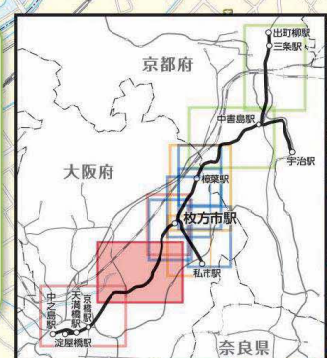 出町柳駅
三条駅
京都府
中書島駅
宇治駅
大阪府
樟葉駅
枚方市駅
私市駅
京橋駅
天満橋駅
中之島駅
淀屋橋駅
奈良県